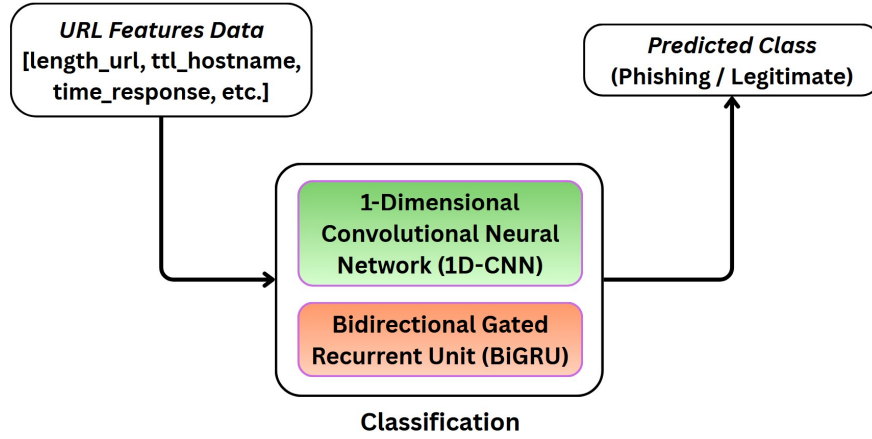 URL Features Data
[length_url, ttl_hostname,
time_response, etc.]
Predicted Class
(Phishing / Legitimate)
1-Dimensional
Convolutional Neural
Network (1D-CNN)
Bidirectional Gated
Recurrent Unit (BiGRU)
Classification